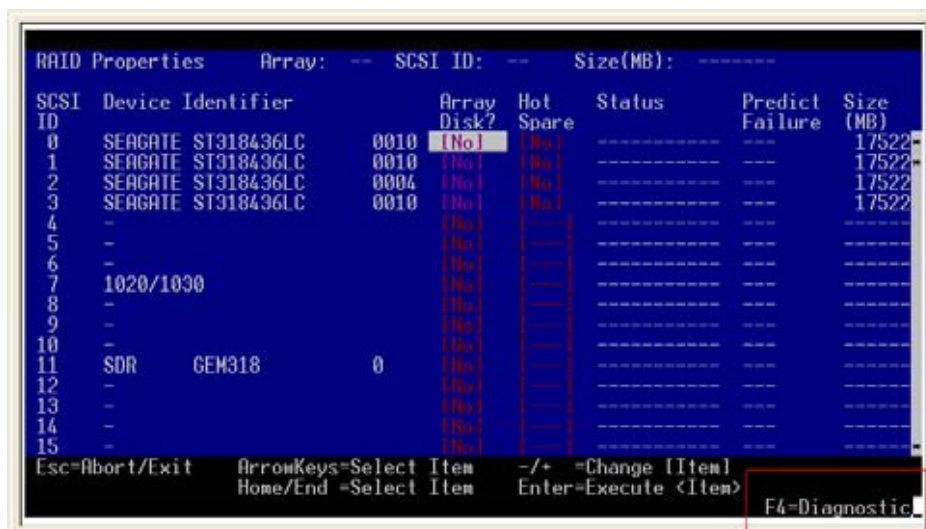 RAID Properties Array: -- SCSI ID: -- Size(MB): -------
SCSI Device Identifier Array Hot Status Predict Size
ID Disk? Spare Failure (MB)
0 SEAGATE ST318436LC 0010 [No] [No] ----------- --- 17522
1 SEAGATE ST318436LC 0010 [No] [No] ----------- --- 17522
2 SEAGATE ST318436LC 0004 [No] [No] ----------- --- 17522
3 SEAGATE ST318436LC 0010 [No] [No] ----------- --- 17522
4 - [No] [----] ----------- --- ------
5 - [No] [----] ----------- --- ------
6 - [No] [----] ----------- --- ------
7 1020/1030 [No] [----] ----------- --- ------
8 - [No] [----] ----------- --- ------
9 - [No] [----] ----------- --- ------
10 - [No] [----] ----------- --- ------
11 SDR GEM318 0 [No] [----] ----------- --- ------
12 - [No] [----] ----------- --- ------
13 - [No] [----] ----------- --- ------
14 - [No] [----] ----------- --- ------
15 - [No] [----] ----------- --- ------
Esc=Abort/Exit ArrowKeys=Select Item -/+ =Change [Item]
Home/End =Select Item Enter=Execute <Item>
F4=Diagnostic